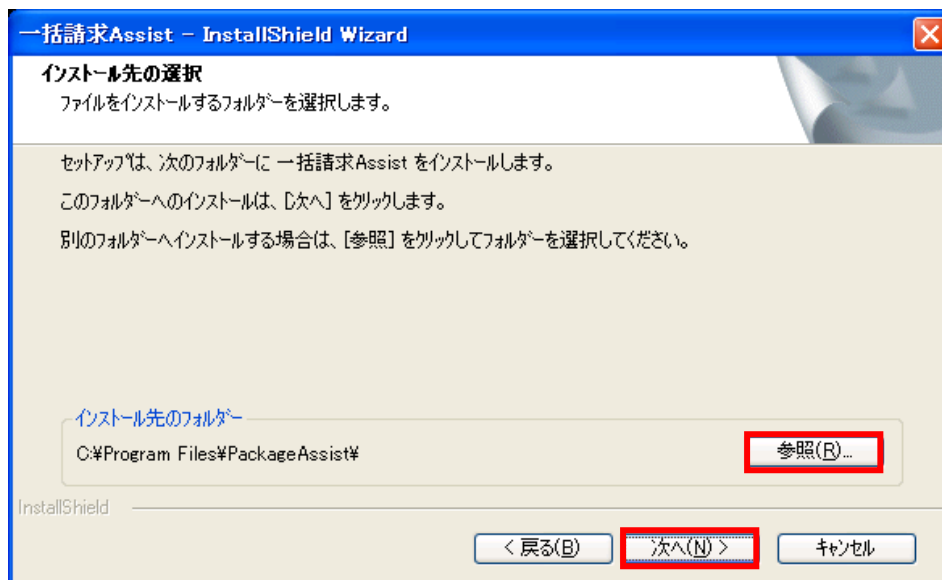 一括請求Assist - InstallShield Wizard
インストール先の選択
ファイルをインストールするフォルダーを選択します。
セットアップは、次のフォルダーに 一括請求Assist をインストールします。
このフォルダーへのインストールは、[次へ] をクリックします。
別のフォルダーへインストールする場合は、[参照] をクリックしてフォルダーを選択してください。
インストール先のフォルダー
C:¥Program Files¥PackageAssist¥
参照(R)...
InstallShield
< 戻る(B)
次へ(N) >
キャンセル